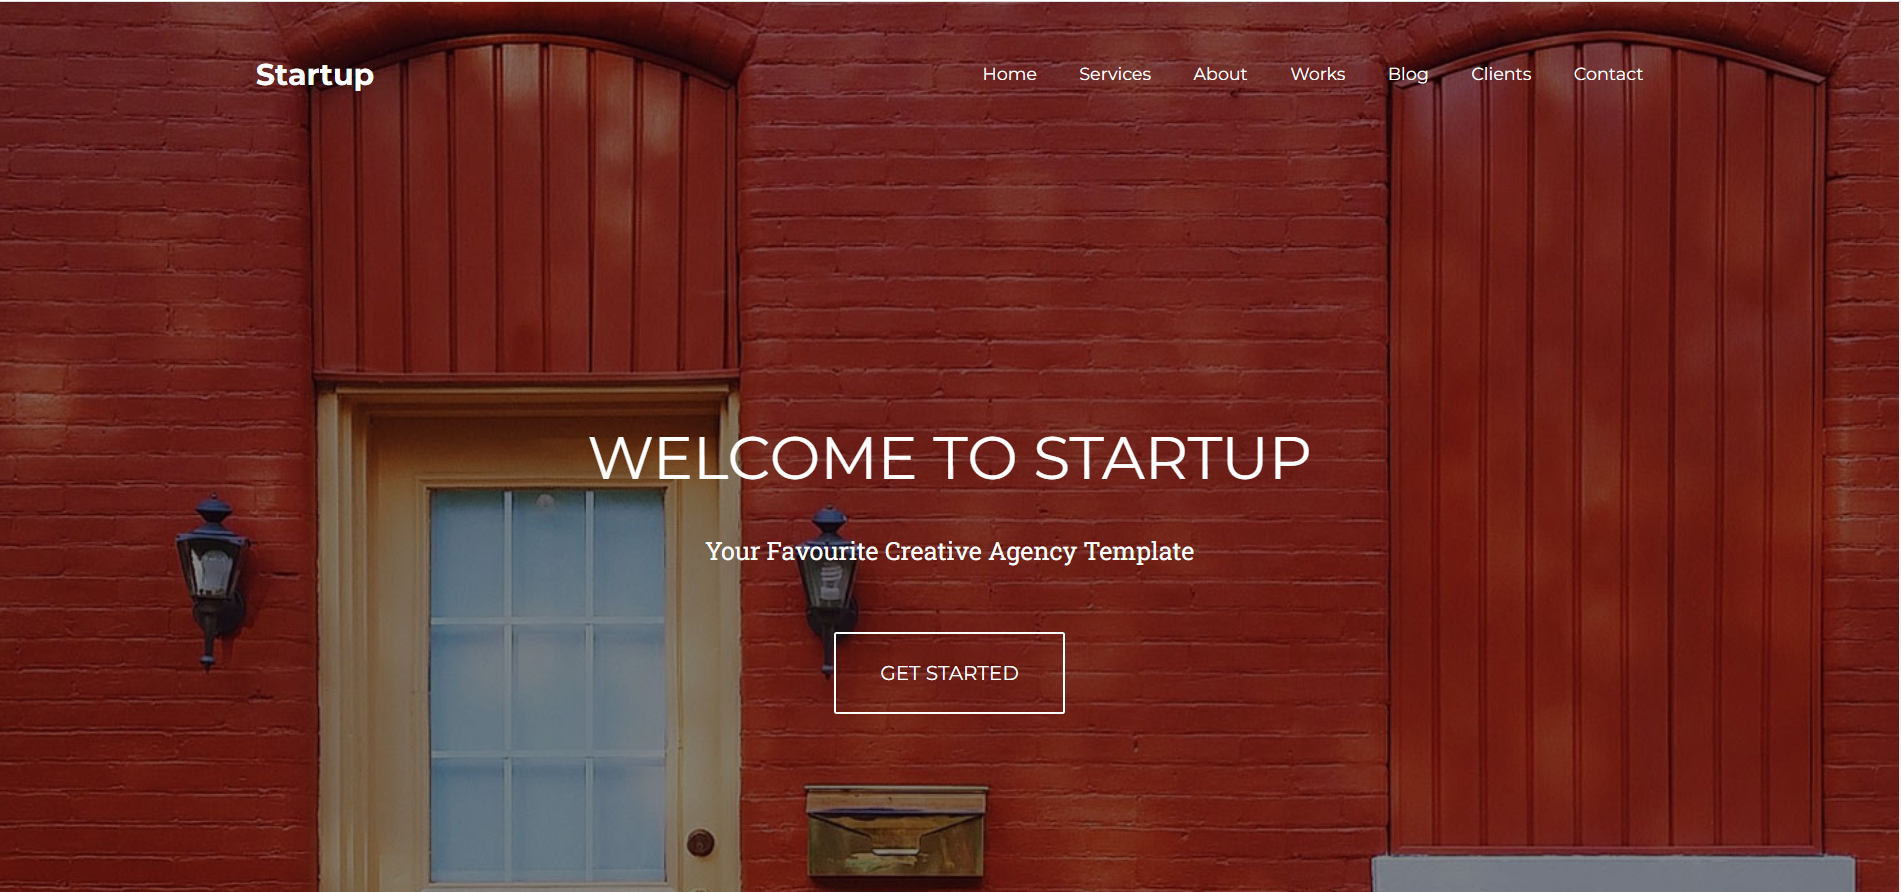 Startup
Home Services About Works Blog Clients Contact
WELCOME TO STARTUP
Your Favourite Creative Agency Template
GET STARTED